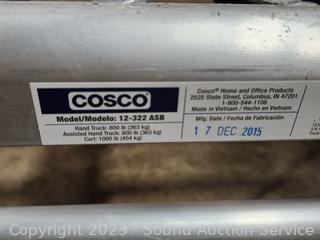 COSCO
Model/Modelo: 12-322 ASB
Hand Truck: 800 lb (363 kg)
Assisted Hand Truck: 800 lb (363 kg)
Cart: 1000 lb (454 kg)
Cosco® Home and Office Products
2525 State Street, Columbus, IN 47201
1-800-544-1108
Made in Vietnam / Hecho en Vietnam
Mfg. Date / Fecha de Fabricación
17 DEC 2015
Copyright 2023 - Sound Auction Service